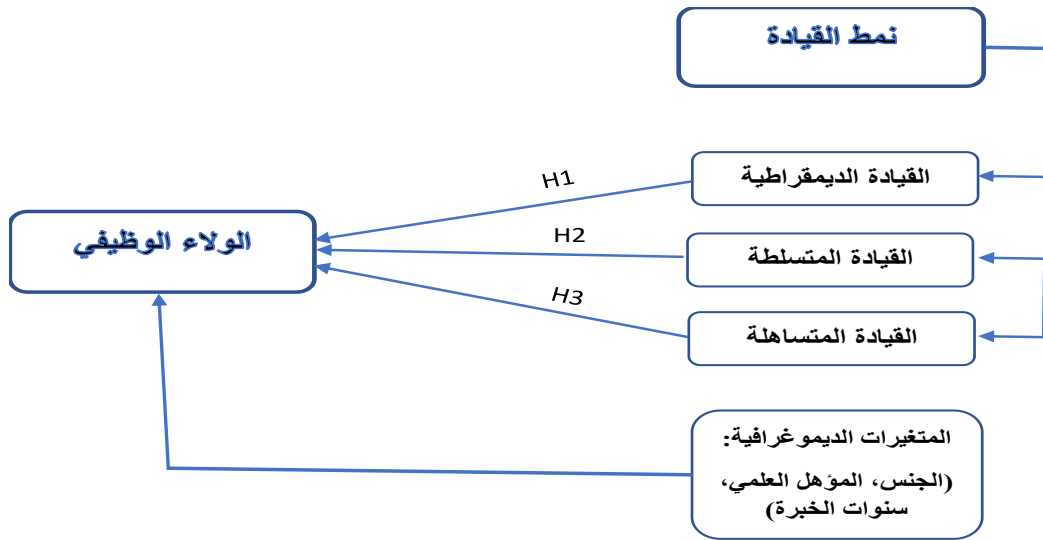 نمط القيادة
القيادة الديمقراطية
H1
القيادة المتسلطة
H2
الولاء الوظيفي
القيادة المتساهلة
H3
المتغيرات الديموغرافية:
(الجنس، المؤهل العلمي،
سنوات الخبرة)